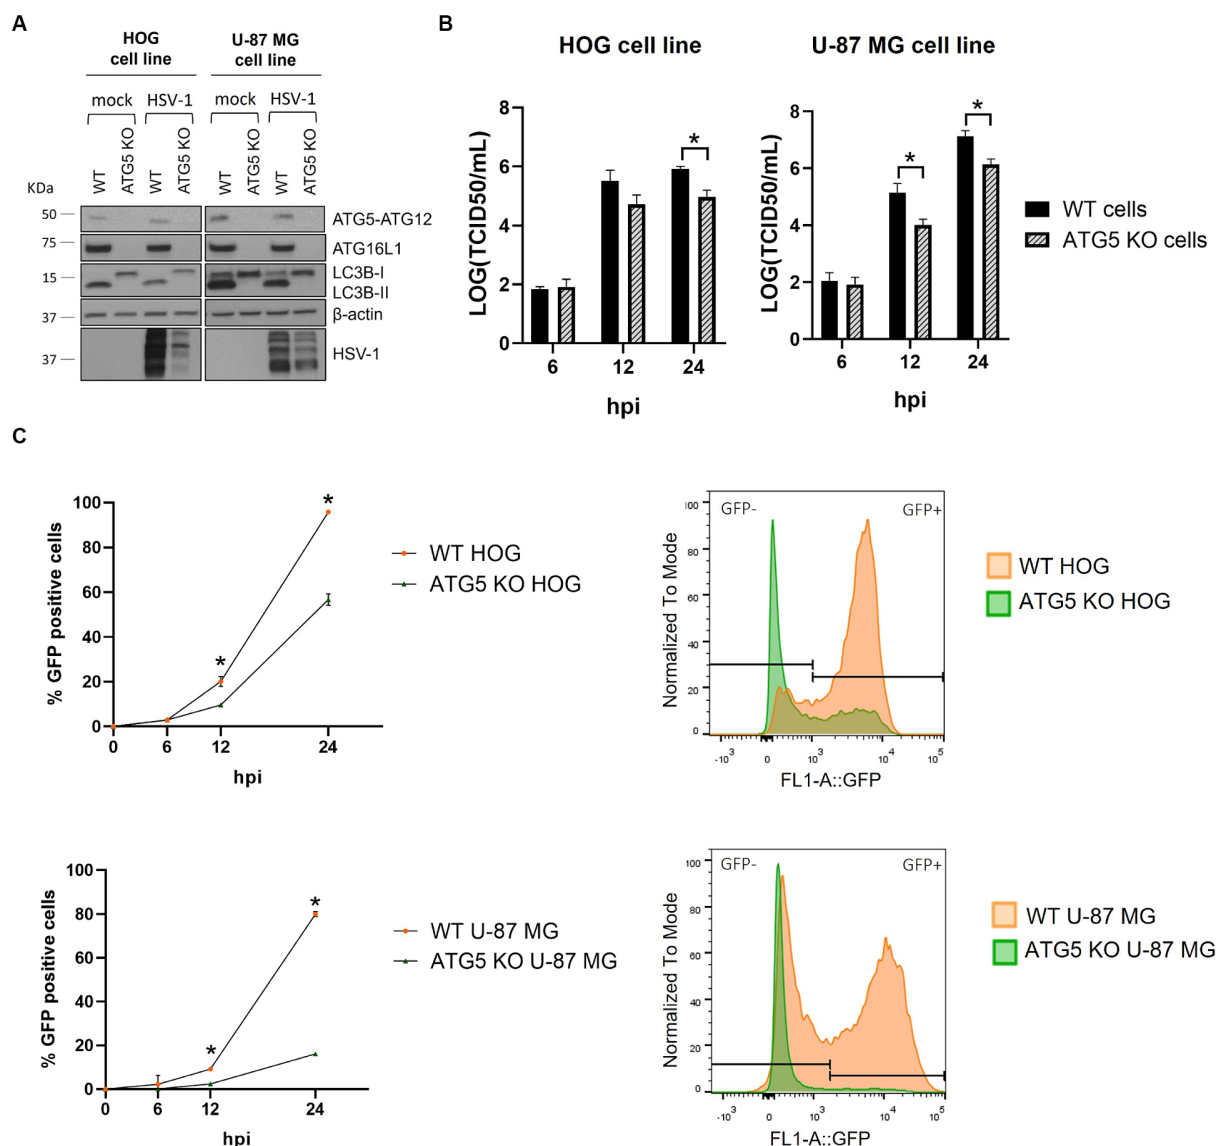 A
HOG
cell line
U-87 MG
cell line
mock
HSV-1
mock
HSV-1
WT
ATG5 KO
WT
ATG5 KO
WT
ATG5 KO
WT
ATG5 KO
KDa
50
ATG5-ATG12
75
ATG16L1
15
LC3B-I
LC3B-II
37
β-actin
37
HSV-1
B
HOG cell line
LOG(TCID50/mL)
8
6
4
2
0
*
6
12
24
hpi
U-87 MG cell line
LOG(TCID50/mL)
8
6
4
2
0
*
*
6
12
24
hpi
WT cells
ATG5 KO cells
C
% GFP positive cells
100
80
60
40
20
0
*
*
0
6
12
24
hpi
WT HOG
ATG5 KO HOG
Normalized To Mode
100
80
60
40
20
0
GFP-
GFP+
-10³
0
10³
10⁴
10⁵
FL1-A::GFP
WT HOG
ATG5 KO HOG
% GFP positive cells
100
80
60
40
20
0
*
*
0
6
12
24
hpi
WT U-87 MG
ATG5 KO U-87 MG
Normalized To Mode
100
80
60
40
20
0
GFP-
GFP+
-10³
0
10³
10⁴
10⁵
FL1-A::GFP
WT U-87 MG
ATG5 KO U-87 MG